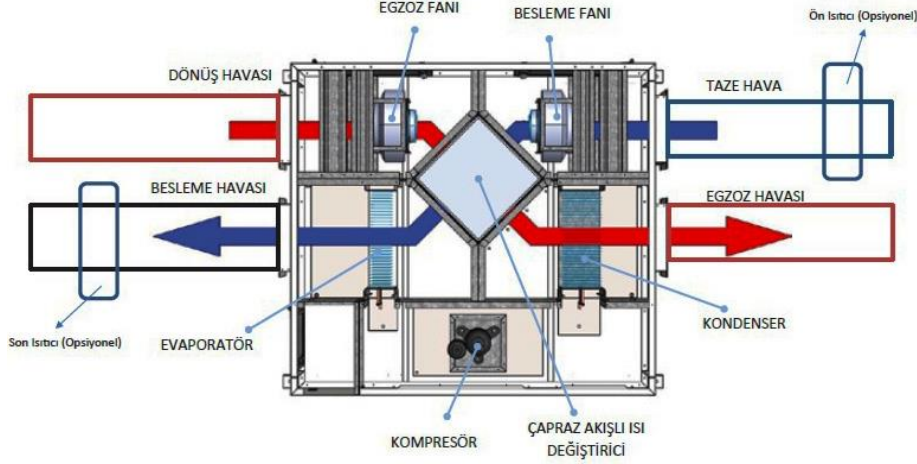 EGZOZ FANI
BESLEME FANI
Ön Isıtıcı (Opsiyonel)
DÖNÜŞ HAVASI
TAZE HAVA
BESLEME HAVASI
EGZOZ HAVASI
Son Isıtıcı (Opsiyonel)
EVAPORATÖR
KONDENSER
KOMPRESÖR
ÇAPRAZ AKIŞLI ISI
DEĞİŞTİRİCİ